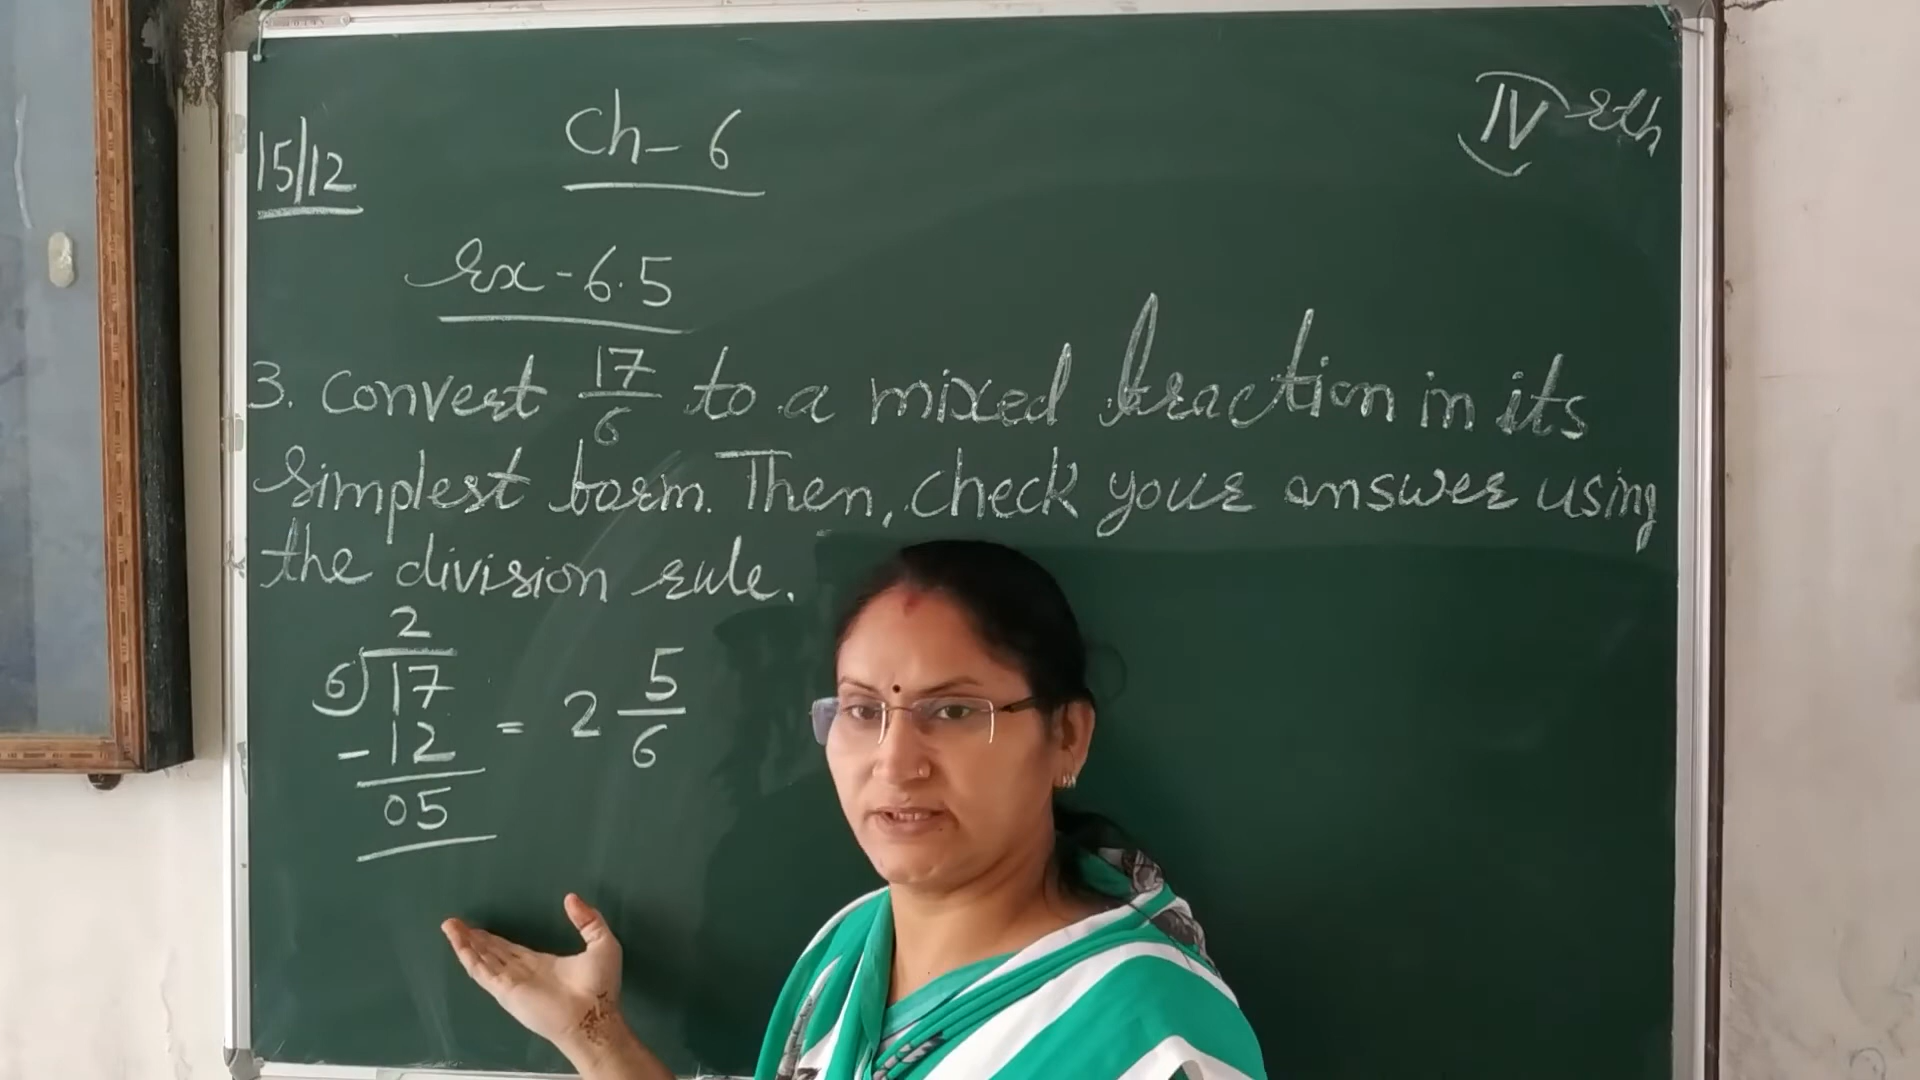 15/12
Ch- 6
IV th
Ex - 6.5
3. Convert 17/6 to a mixed fraction in its
simplest form. Then, check your answer using
the division rule.
2
6)17 = 2 5/6
- 12
05